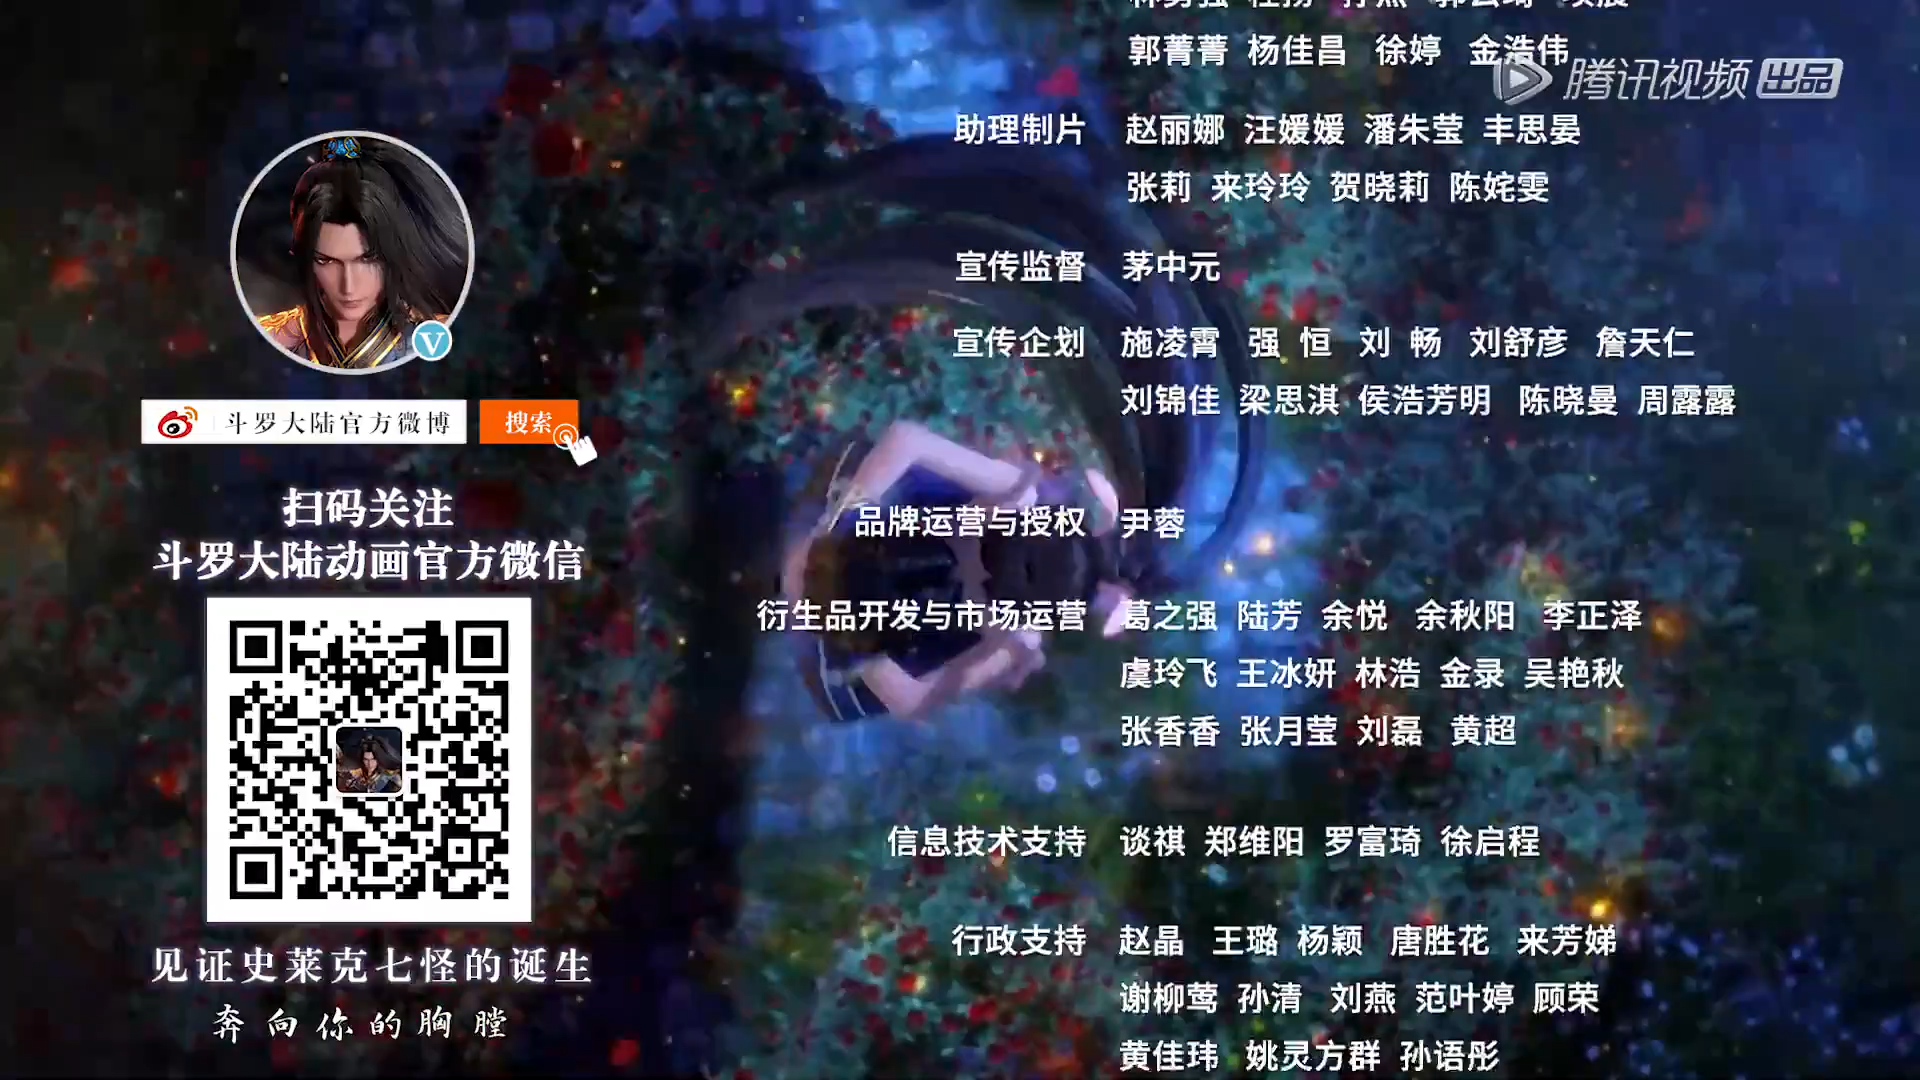 郭菁菁 杨佳昌 徐婷 金浩伟
腾讯视频 出品
助理制片 赵丽娜 汪媛媛 潘朱莹 丰思晏
张莉 来玲玲 贺晓莉 陈姹雯
宣传监督 茅中元
宣传企划 施凌霄 强 恒 刘 畅 刘舒彦 詹天仁
刘锦佳 梁思淇 侯浩芳明 陈晓曼 周露露
品牌运营与授权 尹蓉
衍生品开发与市场运营 葛之强 陆芳 余悦 余秋阳 李正泽
虞玲飞 王冰妍 林浩 金录 吴艳秋
张香香 张月莹 刘磊 黄超
信息技术支持 谈祺 郑维阳 罗富琦 徐启程
行政支持 赵晶 王璐 杨颖 唐胜花 来芳娣
谢柳莺 孙清 刘燕 范叶婷 顾荣
黄佳玮 姚灵方群 孙语彤
V
斗罗大陆官方微博 搜索
扫码关注
斗罗大陆动画官方微信
见证史莱克七怪的诞生
奔向你的胸膛